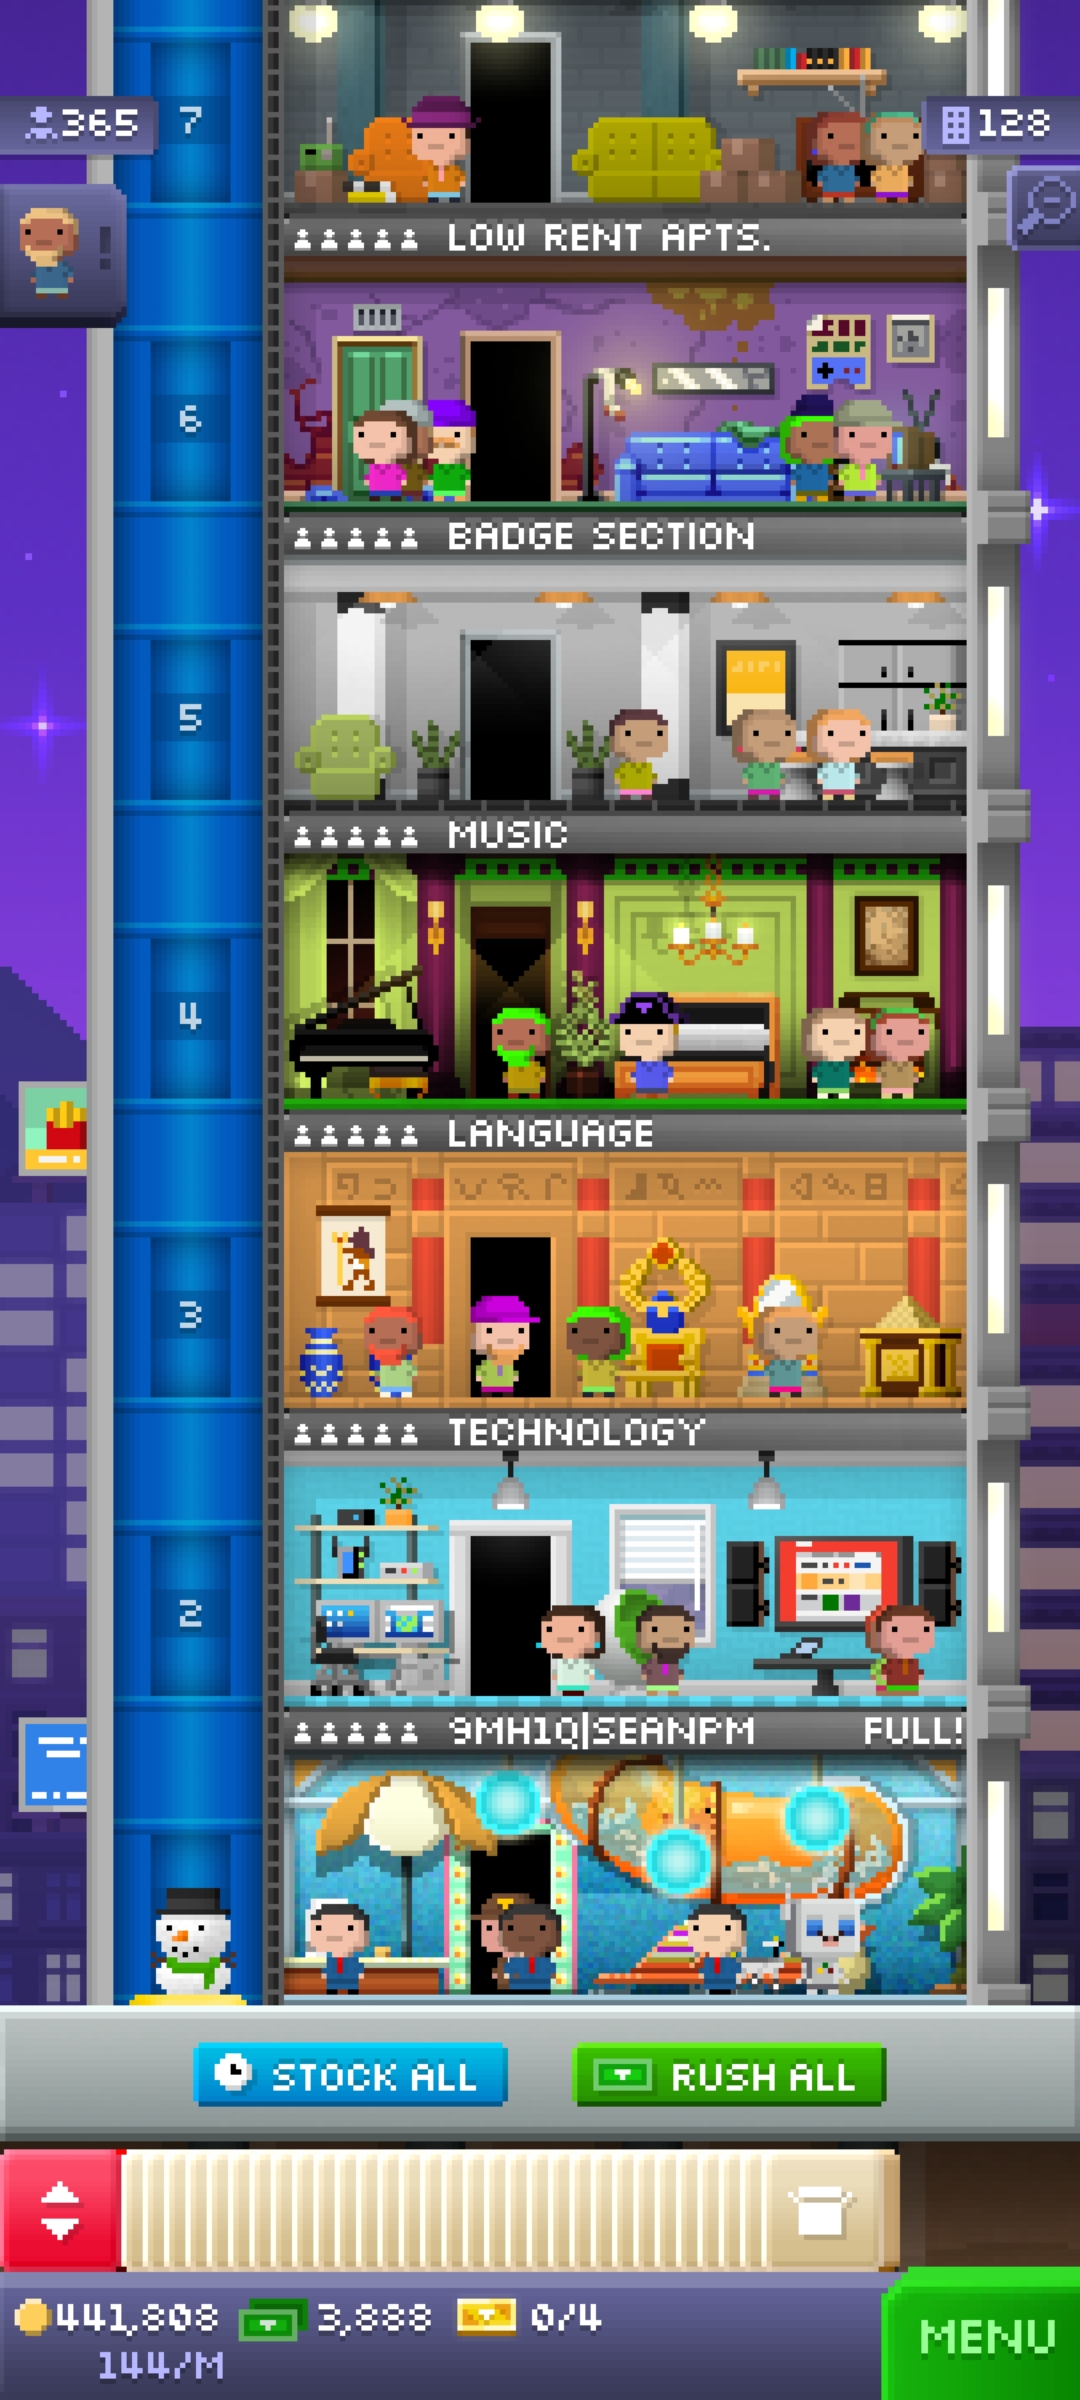 7
365
128
LOW RENT APTS.
6
BADGE SECTION
5
MUSIC
4
LANGUAGE
3
TECHNOLOGY
2
9MH1Q|SEANPM FULL!
STOCK ALL
RUSH ALL
441,808 3,888 0/4
144/M
MENU